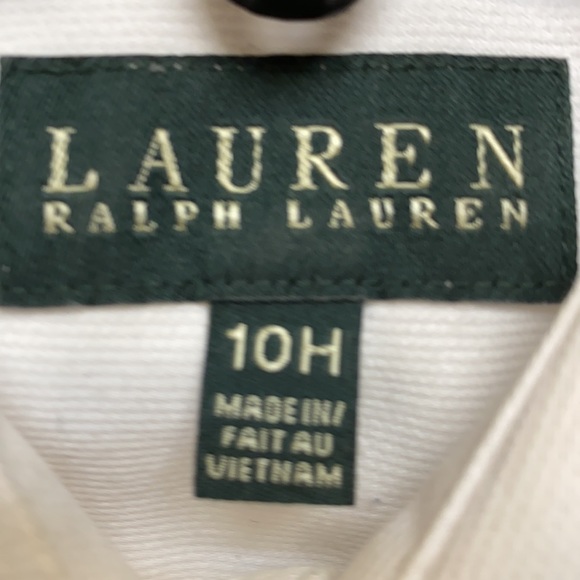 LAUREN
RALPH LAUREN
10H
MADE IN/
FAIT AU
VIETNAM